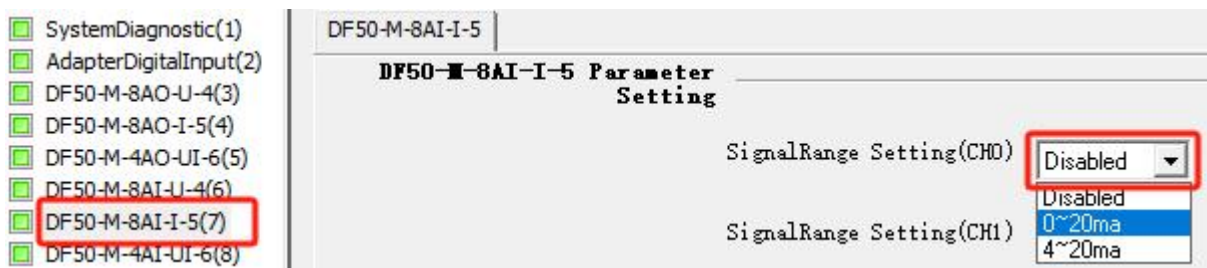 SystemDiagnostic(1)
AdapterDigitalInput(2)
DF50-M-8AO-U-4(3)
DF50-M-8AO-I-5(4)
DF50-M-4AO-UI-6(5)
DF50-M-8AI-U-4(6)
DF50-M-8AI-I-5(7)
DF50-M-4AI-UI-6(8)
DF50-M-8AI-I-5
DF50-M-8AI-I-5 Parameter
Setting
SignalRange Setting(CH0)
Disabled
Disabled
0~20ma
4~20ma
SignalRange Setting(CH1)